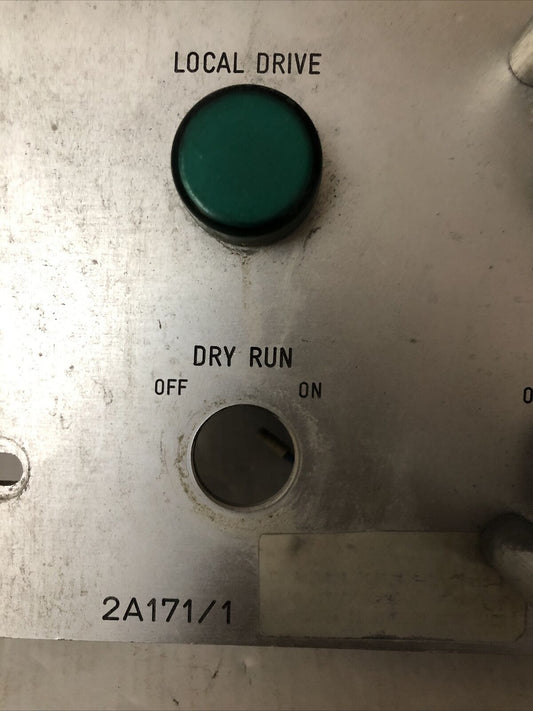 LOCAL DRIVE
DRY RUN
OFF ON
2A171/1